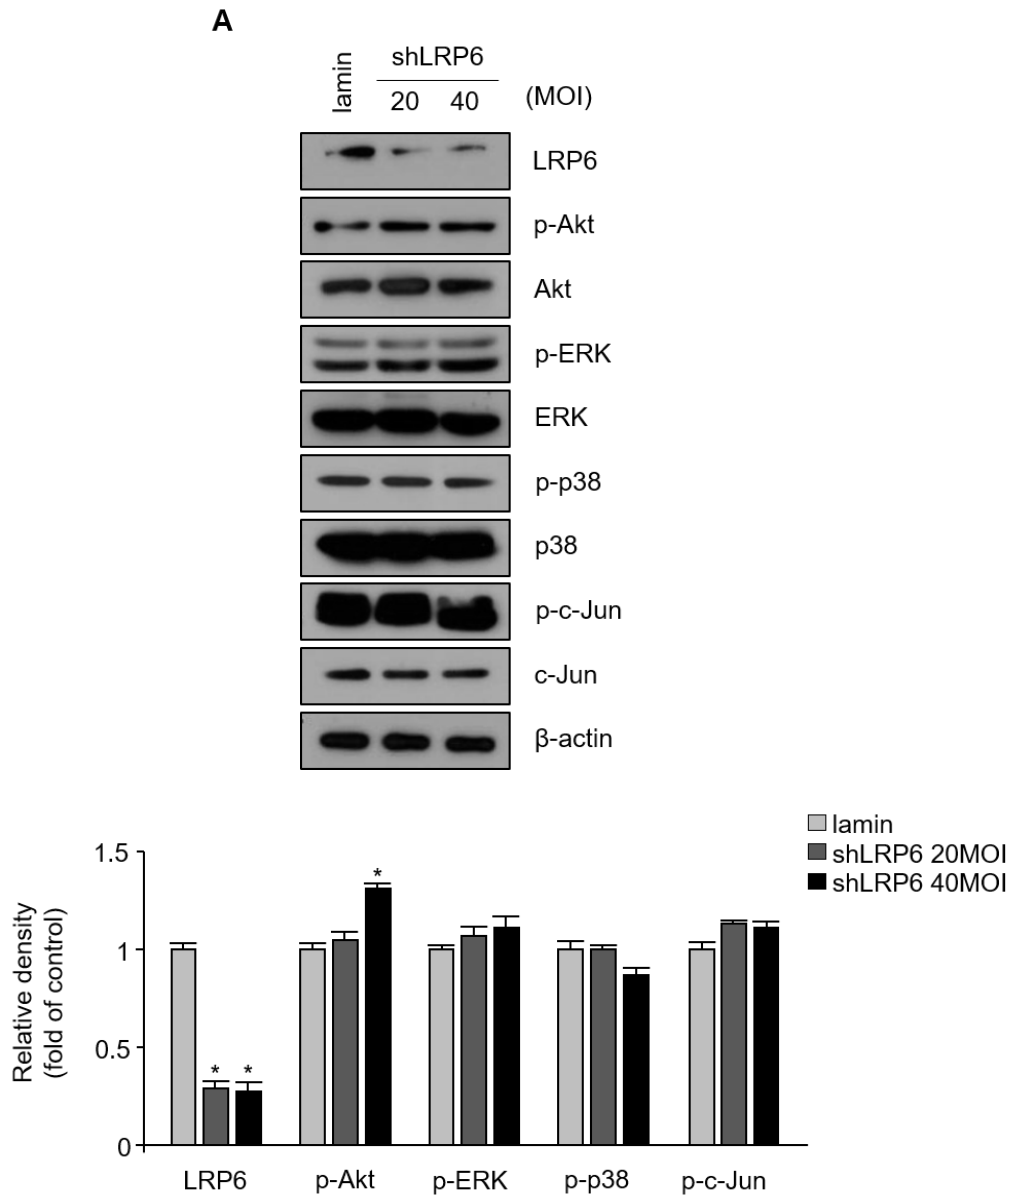 A
lamin
shLRP6
20 40 (MOI)
LRP6
p-Akt
Akt
p-ERK
ERK
p-p38
p38
p-c-Jun
c-Jun
β-actin
lamin
shLRP6 20MOI
shLRP6 40MOI
Relative density
(fold of control)
1.5
1
0.5
0
*
*
*
LRP6 p-Akt p-ERK p-p38 p-c-Jun